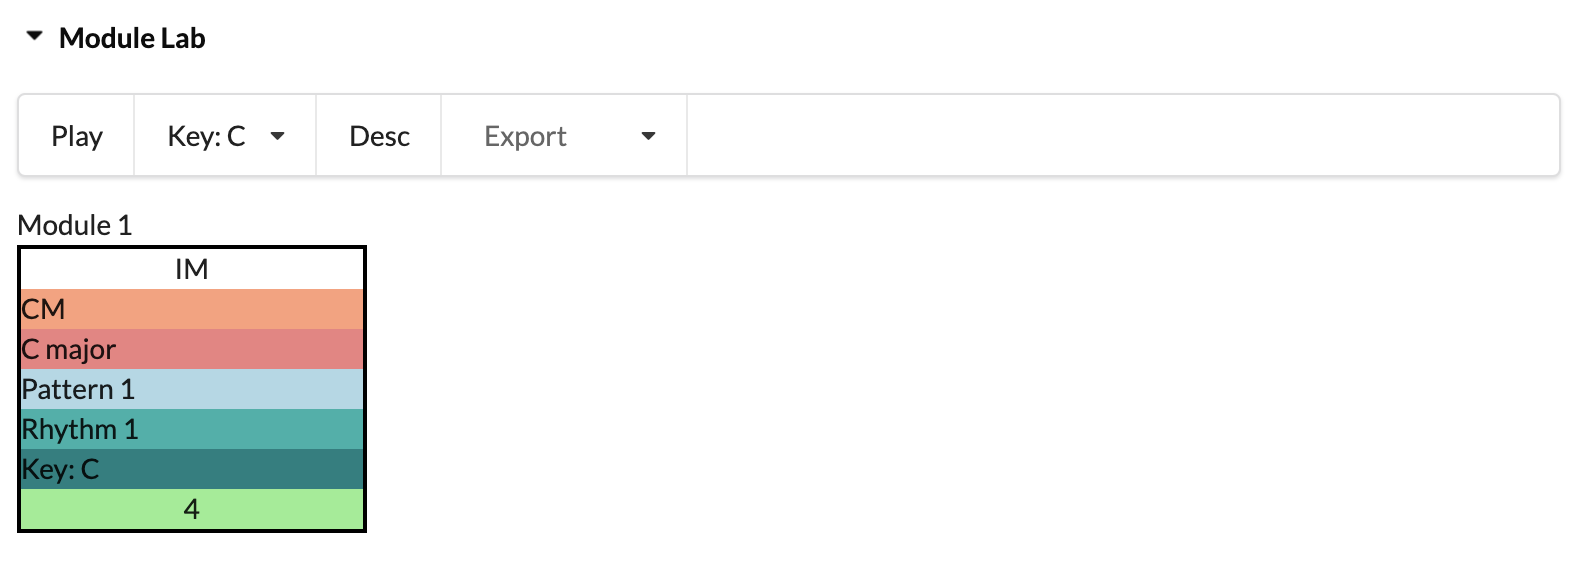 Module Lab
Play Key: C Desc Export
Module 1
IM
CM
C major
Pattern 1
Rhythm 1
Key: C
4